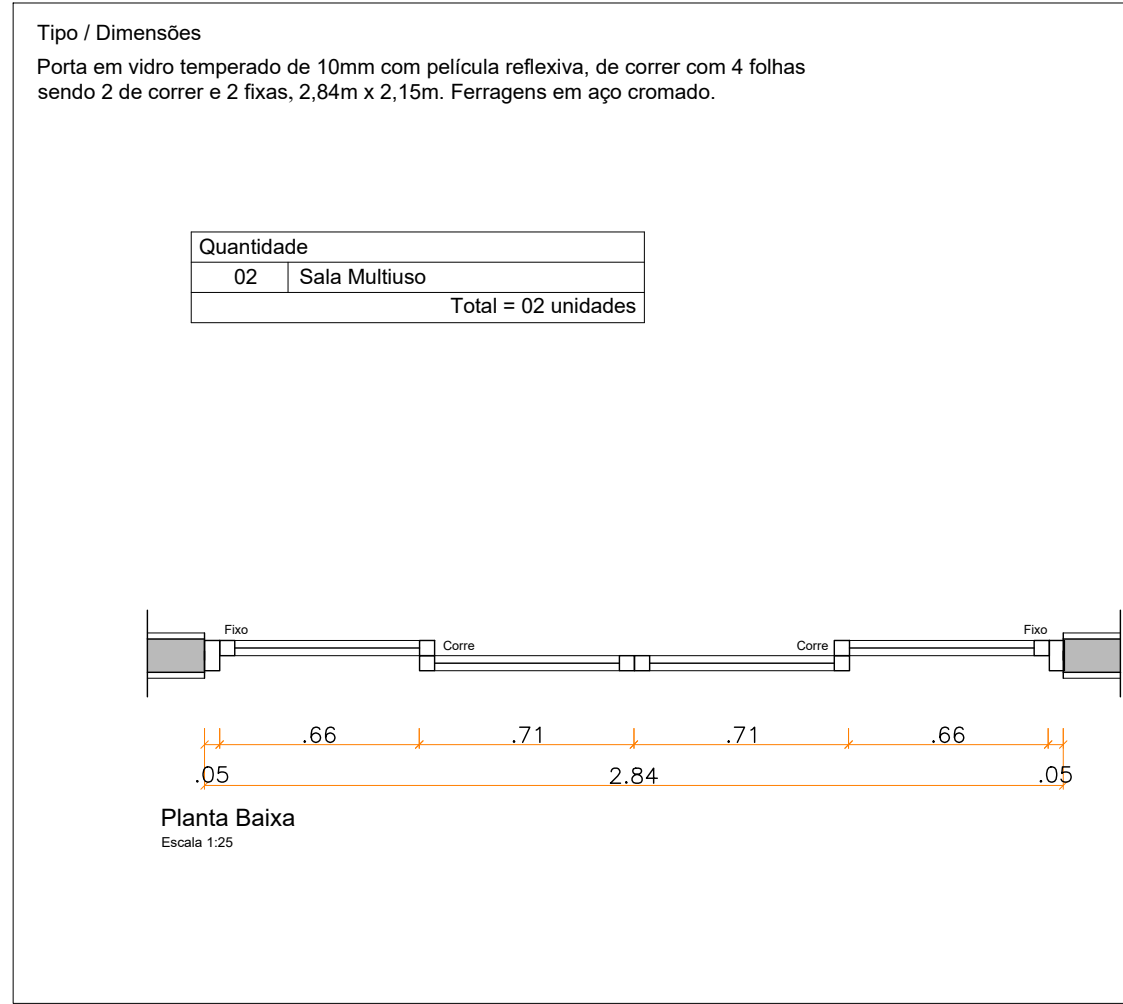 Tipo / Dimensões
Porta em vidro temperado de 10mm com película reflexiva, de correr com 4 folhas
sendo 2 de correr e 2 fixas, 2,84m x 2,15m. Ferragens em aço cromado.
Quantidade
02 Sala Multiuso
Total = 02 unidades
Fixo Fixo
Corre Corre
.66 .71 .71 .66
.05 2.84 .05
Planta Baixa
Escala 1:25